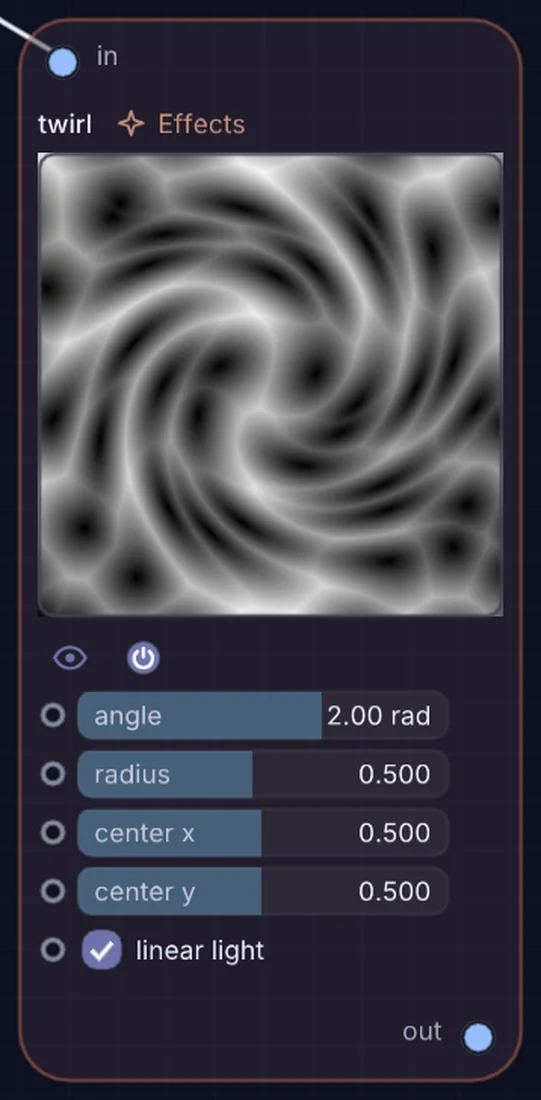 in
twirl Effects
angle 2.00 rad
radius 0.500
center x 0.500
center y 0.500
linear light
out